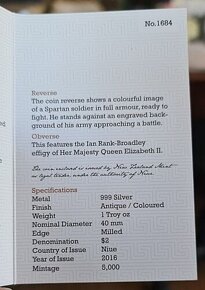 No.1684
Reverse
The coin reverse shows a colourful image
of a Spartan soldier in full armour, ready to
fight. He stands against an engraved back-
ground of his army approaching a battle.
Obverse
This features the Ian Rank-Broadley
effigy of Her Majesty Queen Elizabeth II.
The coin enclosed is issued by New Zealand Mint
as legal tender, under the authority of Niue.
Specifications
Metal 999 Silver
Finish Antique / Coloured
Weight 1 Troy oz
Nominal Diameter 40 mm
Edge Milled
Denomination $2
Country of Issue Niue
Year of Issue 2016
Mintage 5,000